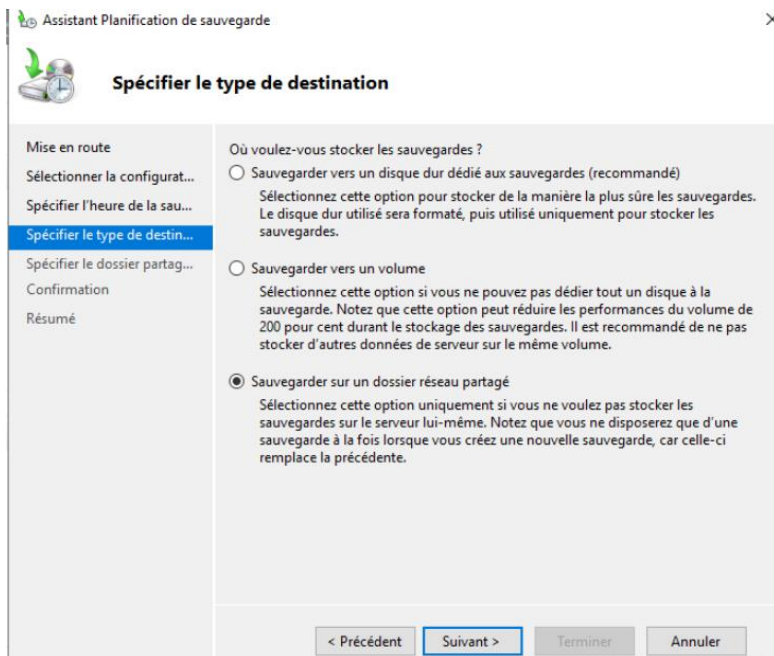 Assistant Planification de sauvegarde
Spécifier le type de destination
Mise en route
Sélectionner la configurat...
Spécifier l'heure de la sau...
Spécifier le type de destin...
Spécifier le dossier partag...
Confirmation
Résumé
Où voulez-vous stocker les sauvegardes ?
Sauvegarder vers un disque dur dédié aux sauvegardes (recommandé)
Sélectionnez cette option pour stocker de la manière la plus sûre les sauvegardes.
Le disque dur utilisé sera formaté, puis utilisé uniquement pour stocker les
sauvegardes.
Sauvegarder vers un volume
Sélectionnez cette option si vous ne pouvez pas dédier tout un disque à la
sauvegarde. Notez que cette option peut réduire les performances du volume de
200 pour cent durant le stockage des sauvegardes. Il est recommandé de ne pas
stocker d'autres données de serveur sur le même volume.
Sauvegarder sur un dossier réseau partagé
Sélectionnez cette option uniquement si vous ne voulez pas stocker les
sauvegardes sur le serveur lui-même. Notez que vous ne disposerez que d'une
sauvegarde à la fois lorsque vous créez une nouvelle sauvegarde, car celle-ci
remplace la précédente.
< Précédent
Suivant >
Terminer
Annuler